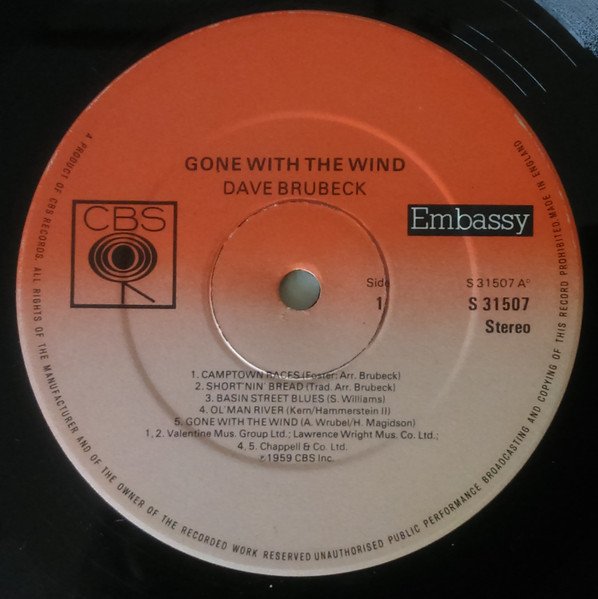 GONE WITH THE WIND
DAVE BRUBECK
CBS
Embassy
Side
1
S 31507 A°
S 31507
Stereo
1. CAMPTOWN RACES (Foster: Arr. Brubeck)
2. SHORT'NIN' BREAD (Trad. Arr. Brubeck)
3. BASIN STREET BLUES (S. Williams)
4. OL'MAN RIVER (Kern/Hammerstein II)
5. GONE WITH THE WIND (A. Wrubel/H. Magidson)
1, 2. Valentine Mus. Group Ltd.; Lawrence Wright Mus. Co. Ltd.;
4, 5. Chappell & Co. Ltd.
℗1959 CBS Inc.
A PRODUCT OF CBS RECORDS. ALL RIGHTS OF THE MANUFACTURER AND OF THE OWNER OF THE RECORDED WORK RESERVED UNAUTHORISED PUBLIC PERFORMANCE BROADCASTING AND COPYING OF THIS RECORD PROHIBITED. MADE IN ENGLAND